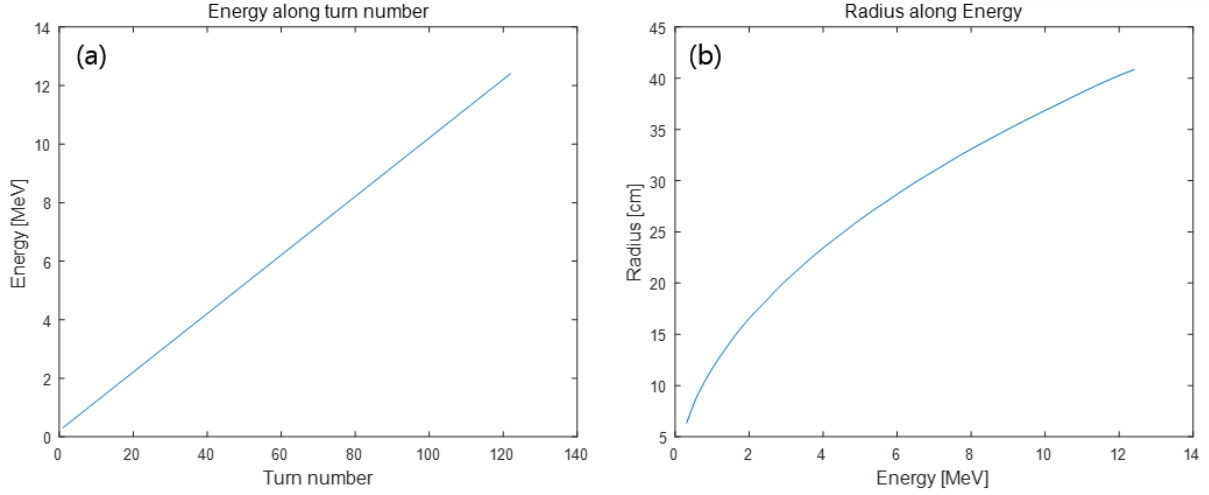 Energy along turn number
(a)
14
12
10
8
6
4
2
0
Energy [MeV]
0 20 40 60 80 100 120 140
Turn number
Radius along Energy
(b)
45
40
35
30
25
20
15
10
5
Radius [cm]
0 2 4 6 8 10 12 14
Energy [MeV]